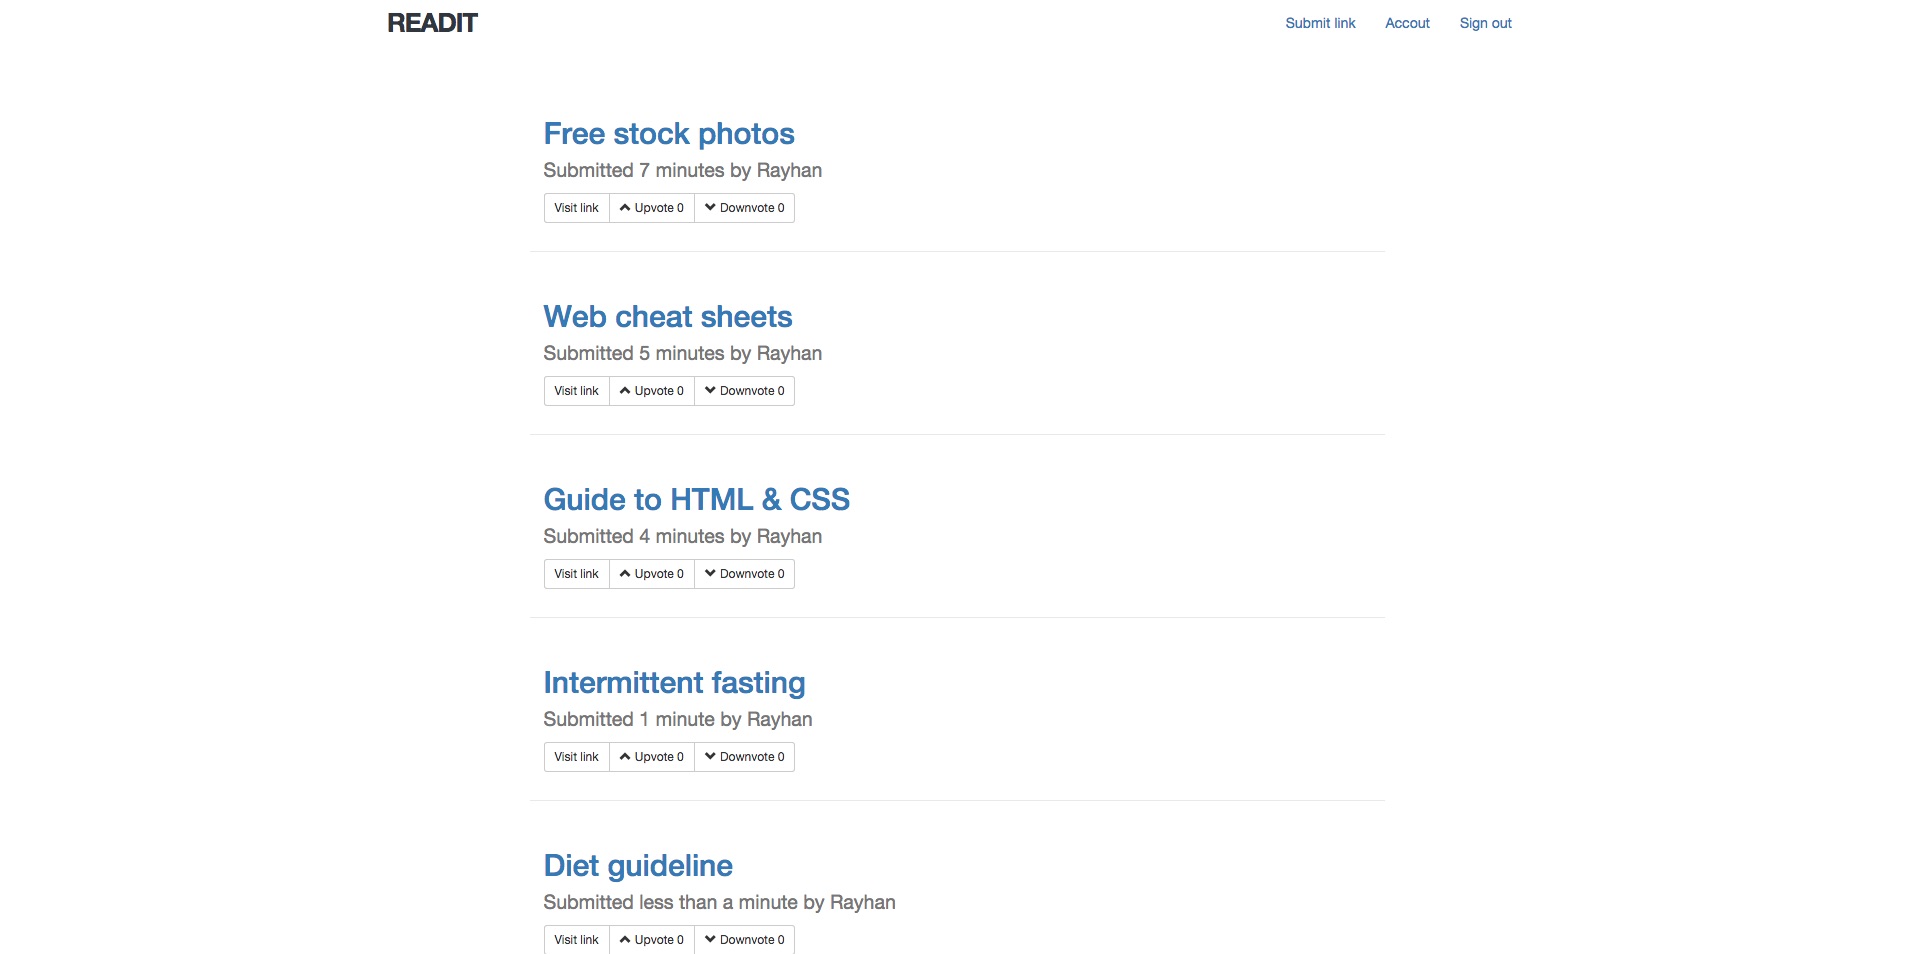 READIT Submit link Accout Sign out
Free stock photos
Submitted 7 minutes by Rayhan
Visit link Upvote 0 Downvote 0
Web cheat sheets
Submitted 5 minutes by Rayhan
Visit link Upvote 0 Downvote 0
Guide to HTML & CSS
Submitted 4 minutes by Rayhan
Visit link Upvote 0 Downvote 0
Intermittent fasting
Submitted 1 minute by Rayhan
Visit link Upvote 0 Downvote 0
Diet guideline
Submitted less than a minute by Rayhan
Visit link Upvote 0 Downvote 0